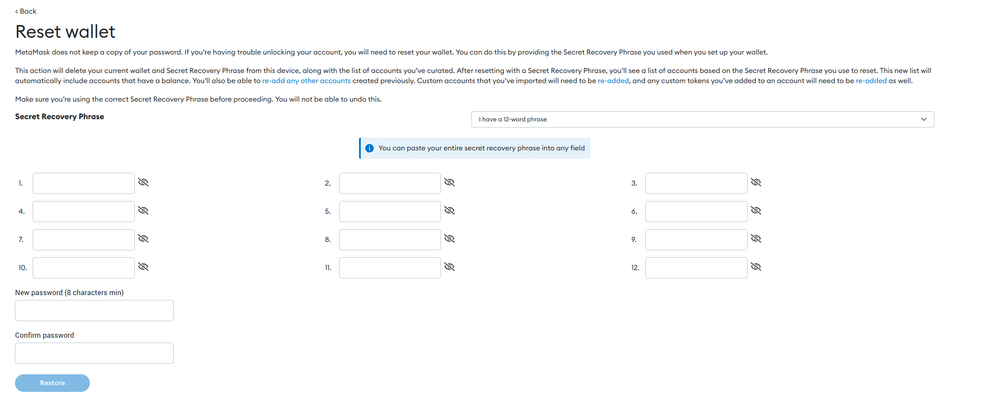 < Back
Reset wallet
MetaMask does not keep a copy of your password. If you’re having trouble unlocking your account, you will need to reset your wallet. You can do this by providing the Secret Recovery Phrase you used when you set up your wallet.
This action will delete your current wallet and Secret Recovery Phrase from this device, along with the list of accounts you’ve curated. After resetting with a Secret Recovery Phrase, you’ll see a list of accounts based on the Secret Recovery Phrase you use to reset. This new list will
automatically include accounts that have a balance. You’ll also be able to re-add any other accounts created previously. Custom accounts that you’ve imported will need to be re-added, and any custom tokens you’ve added to an account will need to be re-added as well.
Make sure you’re using the correct Secret Recovery Phrase before proceeding. You will not be able to undo this.
Secret Recovery Phrase
I have a 12-word phrase
You can paste your entire secret recovery phrase into any field
1. 2. 3.
4. 5. 6.
7. 8. 9.
10. 11. 12.
New password (8 characters min)
Confirm password
Restore